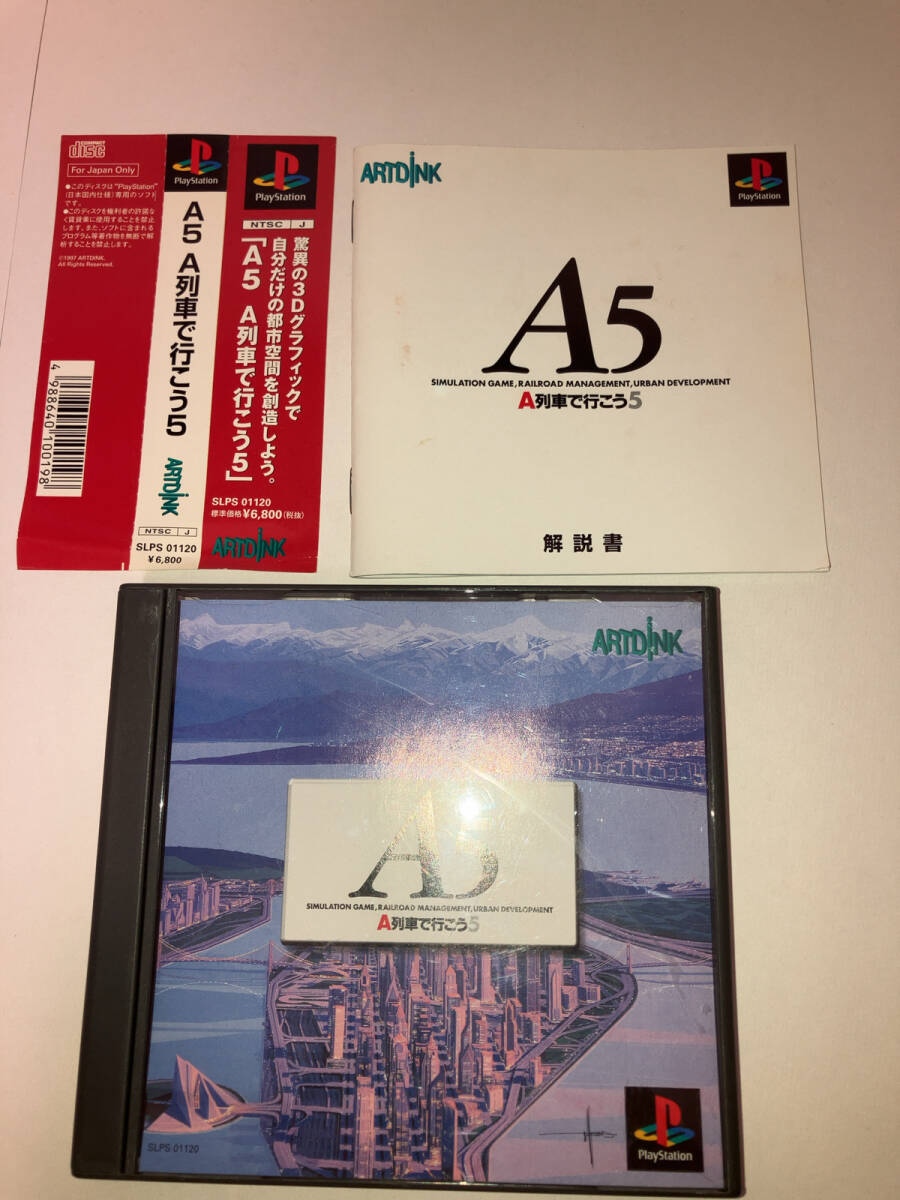 COMPACT
disc
For Japan Only
●このディスクは"PlayStation"
(日本国内仕様)専用のソフト
です。
●このディスクを権利者の許諾な
く賃貸業に使用することを禁止
します。また、ソフトに含まれる
プログラム等著作物を無断で解
析することを禁止します。
©1997 ARTDINK.
All Rights Reserved.
4 988640 100198
PlayStation
A5 A列車で行こう5
ARTDINK
NTSC J
SLPS 01120
¥6,800
PlayStation
NTSC J
驚異の3Dグラフィックで
自分だけの都市空間を創造しよう。
「A5 A列車で行こう5」
SLPS 01120
標準価格¥6,800(税抜)
ARTDINK
ARTDINK
PlayStation
A5
SIMULATION GAME,RAILROAD MANAGEMENT,URBAN DEVELOPMENT
A列車で行こう5
解説書
ARTDINK
A5
SIMULATION GAME,RAILROAD MANAGEMENT,URBAN DEVELOPMENT
A列車で行こう5
SLPS 01120
PlayStation